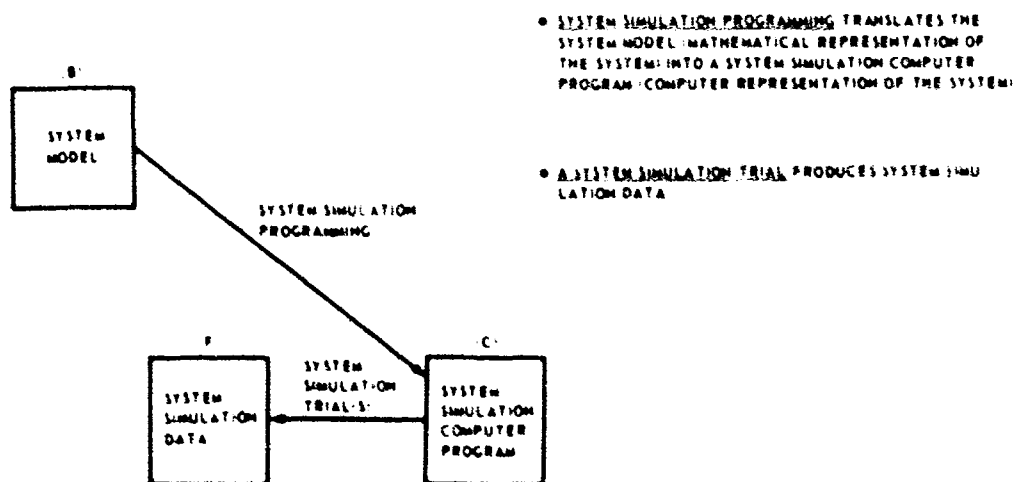 • SYSTEM SIMULATION PROGRAMMING TRANSLATES THE
SYSTEM MODEL (MATHEMATICAL REPRESENTATION OF
THE SYSTEM) INTO A SYSTEM SIMULATION COMPUTER
PROGRAM (COMPUTER REPRESENTATION OF THE SYSTEM)
• A SYSTEM SIMULATION TRIAL PRODUCES SYSTEM SIMU
LATION DATA
(B)
SYSTEM
MODEL
SYSTEM SIMULATION
PROGRAMMING
F
SYSTEM
SIMULATION
DATA
SYSTEM
SIMULATION
TRIAL(S)
(C)
SYSTEM
SIMULATION
COMPUTER
PROGRAM